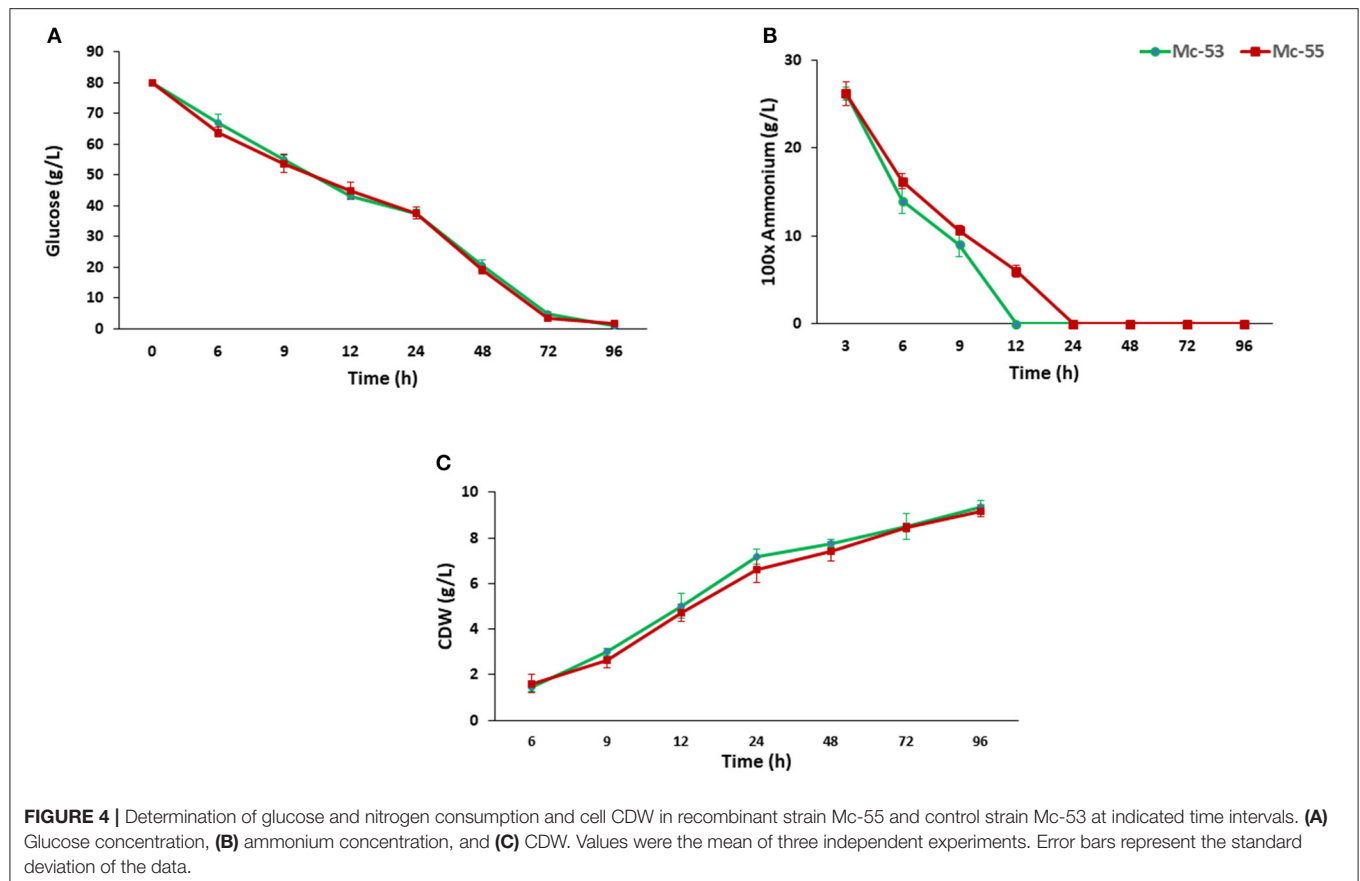 A
90
80
70
60
50
40
30
20
10
0
Glucose (g/L)
0 6 9 12 24 48 72 96
Time (h)
B
Mc-53 Mc-55
30
20
10
0
100x Ammonium (g/L)
3 6 9 12 24 48 72 96
Time (h)
C
10
8
6
4
2
0
CDW (g/L)
6 9 12 24 48 72 96
Time (h)
FIGURE 4 | Determination of glucose and nitrogen consumption and cell CDW in recombinant strain Mc-55 and control strain Mc-53 at indicated time intervals. (A)
Glucose concentration, (B) ammonium concentration, and (C) CDW. Values were the mean of three independent experiments. Error bars represent the standard
deviation of the data.